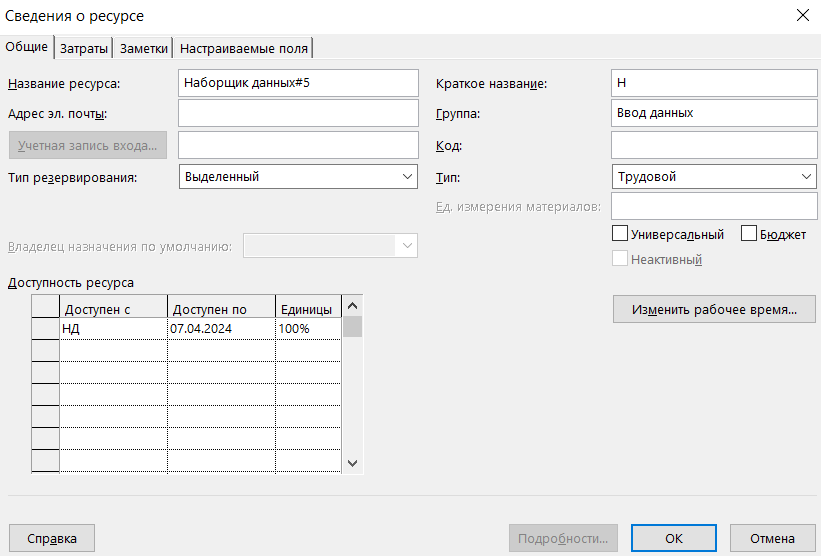 Сведения о ресурсе
Общие Затраты Заметки Настраиваемые поля
Название ресурса: Наборщик данных#5 Краткое название: Н
Адрес эл. почты: Группа: Ввод данных
Учетная запись входа... Код:
Тип резервирования: Выделенный Тип: Трудовой
Ед. измерения материалов:
Универсальный Бюджет
Владелец назначения по умолчанию:
Неактивный
Доступность ресурса
Изменить рабочее время...
Доступен с Доступен по Единицы
НД 07.04.2024 100%
Справка Подробности... ОК Отмена